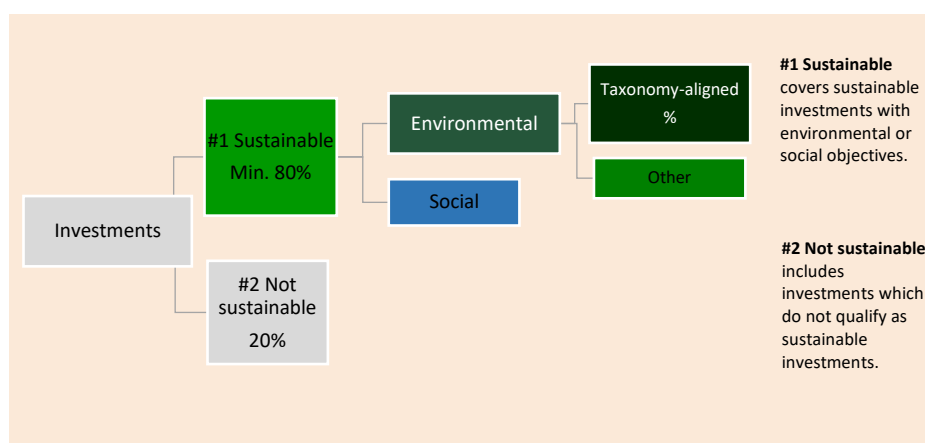 Investments
#1 Sustainable
Min. 80%
#2 Not
sustainable
20%
Environmental
Social
Taxonomy-aligned
%
Other
#1 Sustainable
covers sustainable
investments with
environmental or
social objectives.
#2 Not sustainable
includes
investments which
do not qualify as
sustainable
investments.